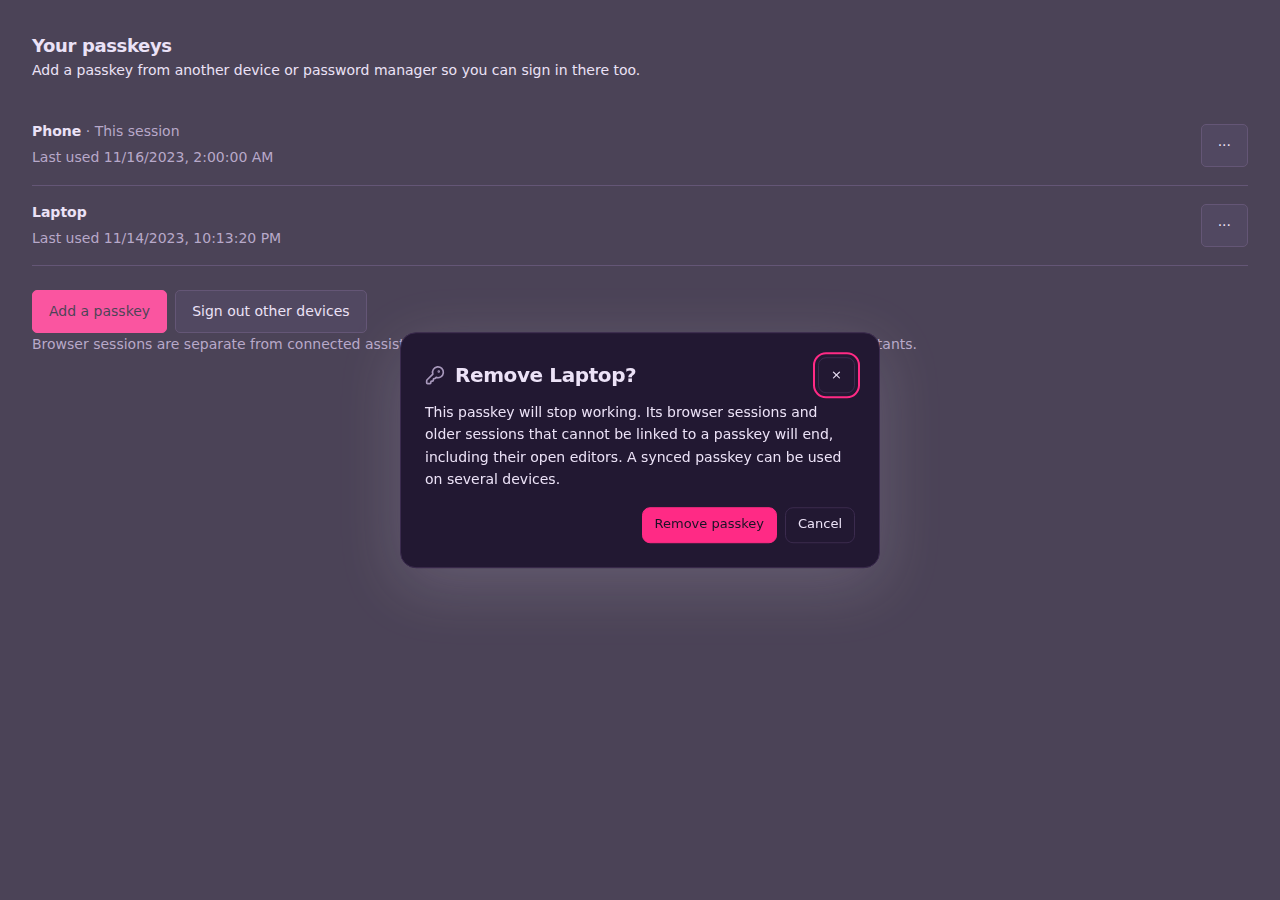 Your passkeys
Add a passkey from another device or password manager so you can sign in there too.
Phone · This session
...
Last used 11/16/2023, 2:00:00 AM
Laptop
...
Last used 11/14/2023, 10:13:20 PM
Add a passkey
Sign out other devices
Browser sessions are separate from connected
Remove Laptop?
×
This passkey will stop working. Its browser sessions and
older sessions that cannot be linked to a passkey will end,
including their open editors. A synced passkey can be used
on several devices.
Remove passkey
Cancel